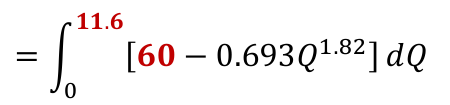 = ∫₀^11.6 [60 − 0.693Q^1.82] dQ